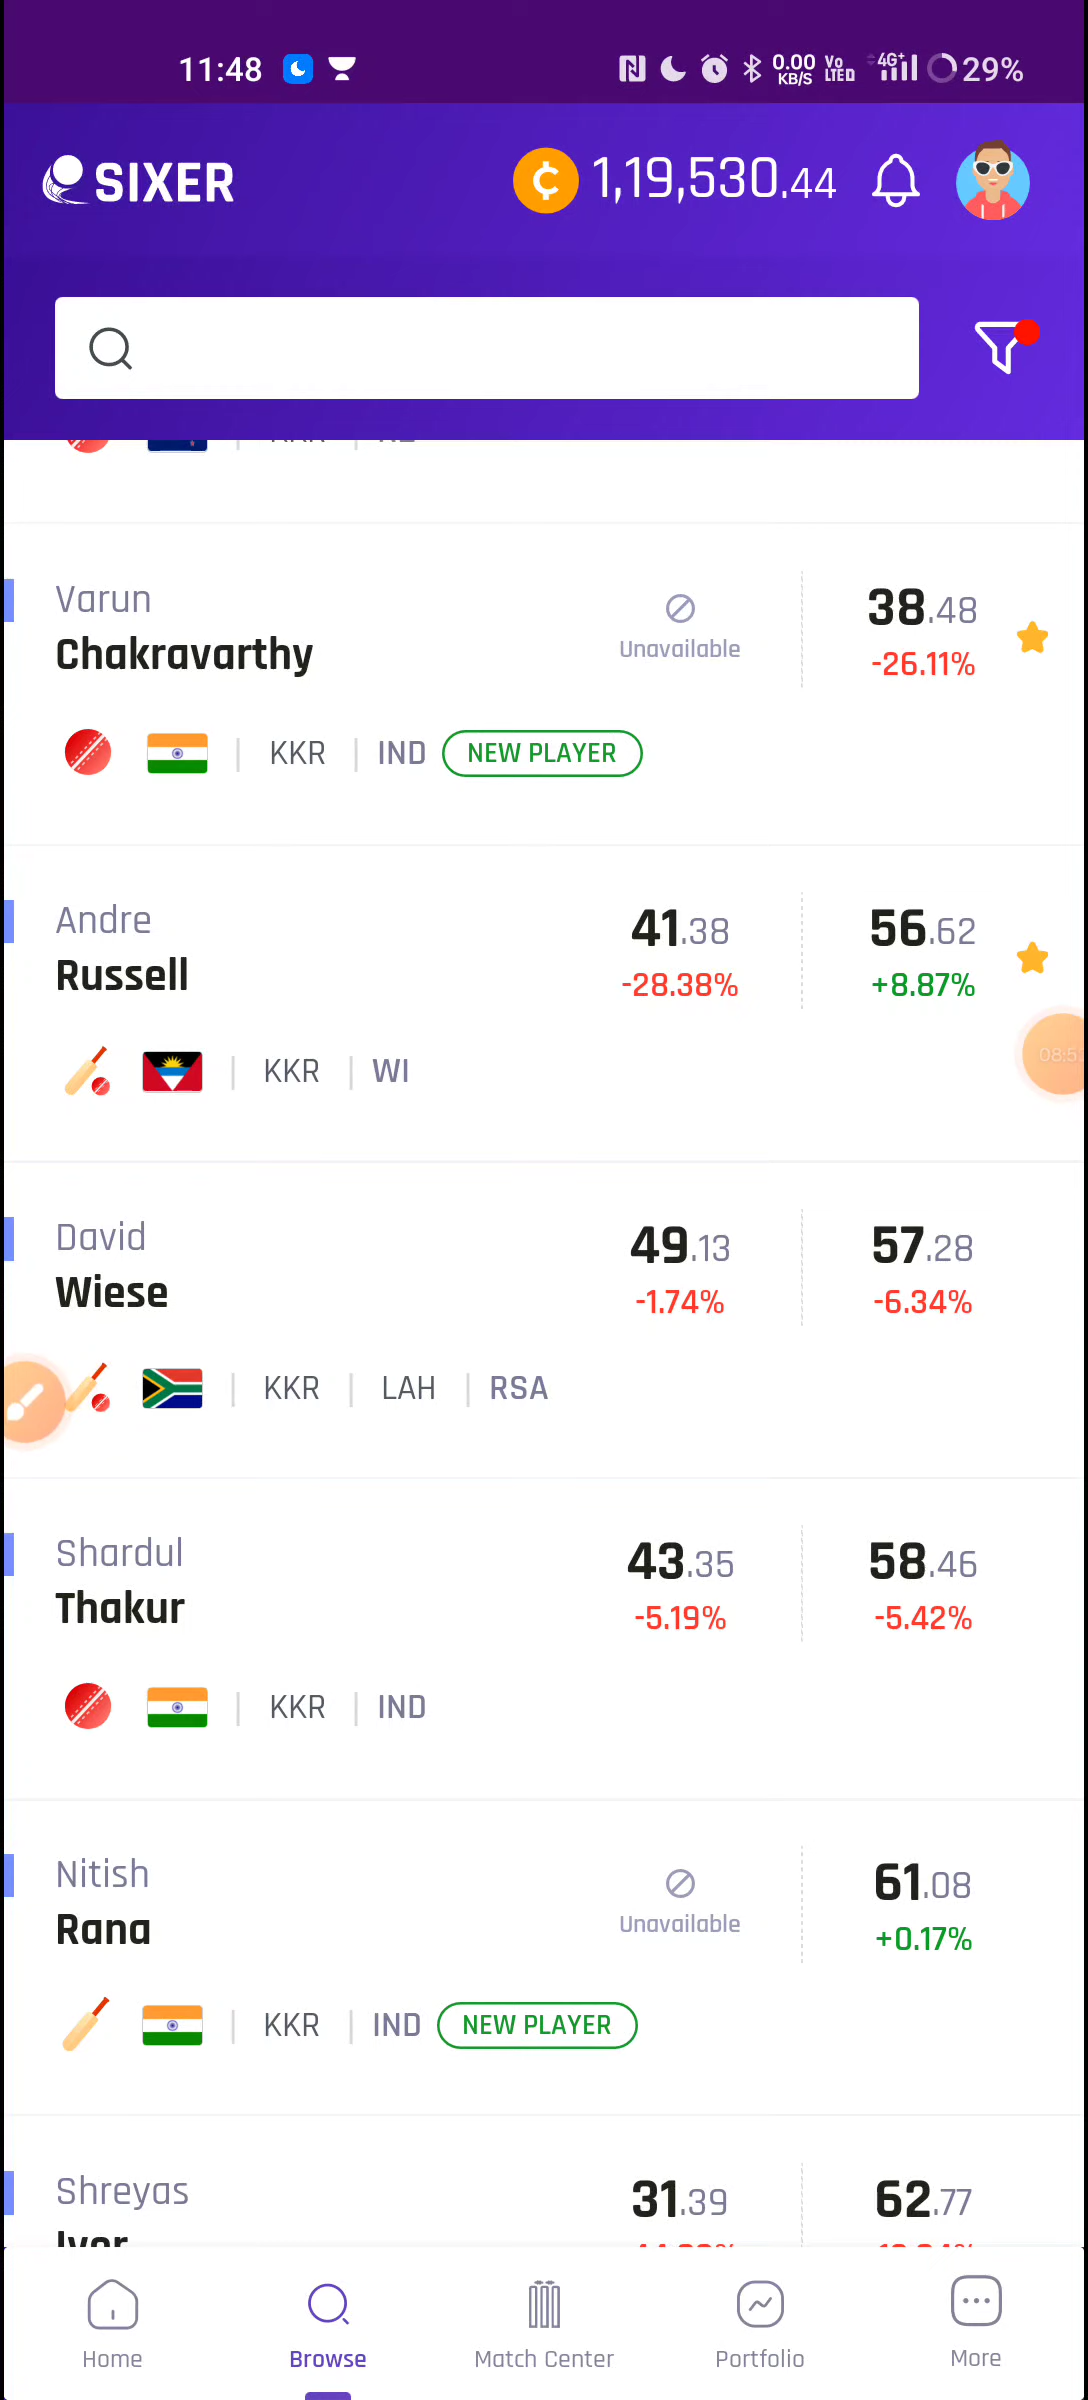 11:48 0.00 KB/S Vo LTED 4G+ 29%
SIXER ₵ 1,19,530.44
Varun
Chakravarthy
Unavailable
38.48
-26.11%
KKR | IND NEW PLAYER
Andre
Russell
41.38
-28.38%
56.62
+8.87%
KKR | WI
David
Wiese
49.13
-1.74%
57.28
-6.34%
KKR | LAH | RSA
Shardul
Thakur
43.35
-5.19%
58.46
-5.42%
KKR | IND
Nitish
Rana
Unavailable
61.08
+0.17%
KKR | IND NEW PLAYER
Shreyas
Iyer
31.39
62.77
Home Browse Match Center Portfolio More